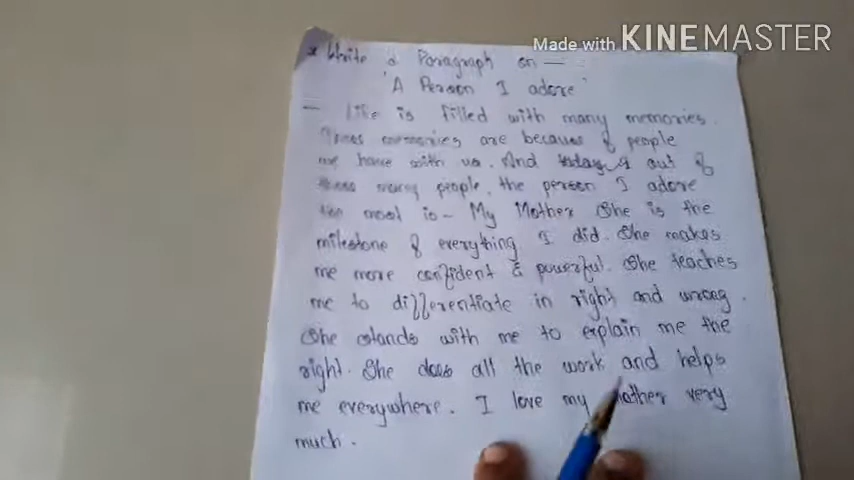 Made with KINEMASTER
* Write a Paragraph on —
'A Person I adore'
— Life is filled with many memories.
These memories are because of people
we have with us. And today, out of
these many people, the person I adore
the most is - My Mother She is the
milestone of everything I did. She makes
me more confident & powerful. She teaches
me to differentiate in right and wrong.
She stands with me to explain me the
right. She does all the work and helps
me everywhere. I love my mother very
much.